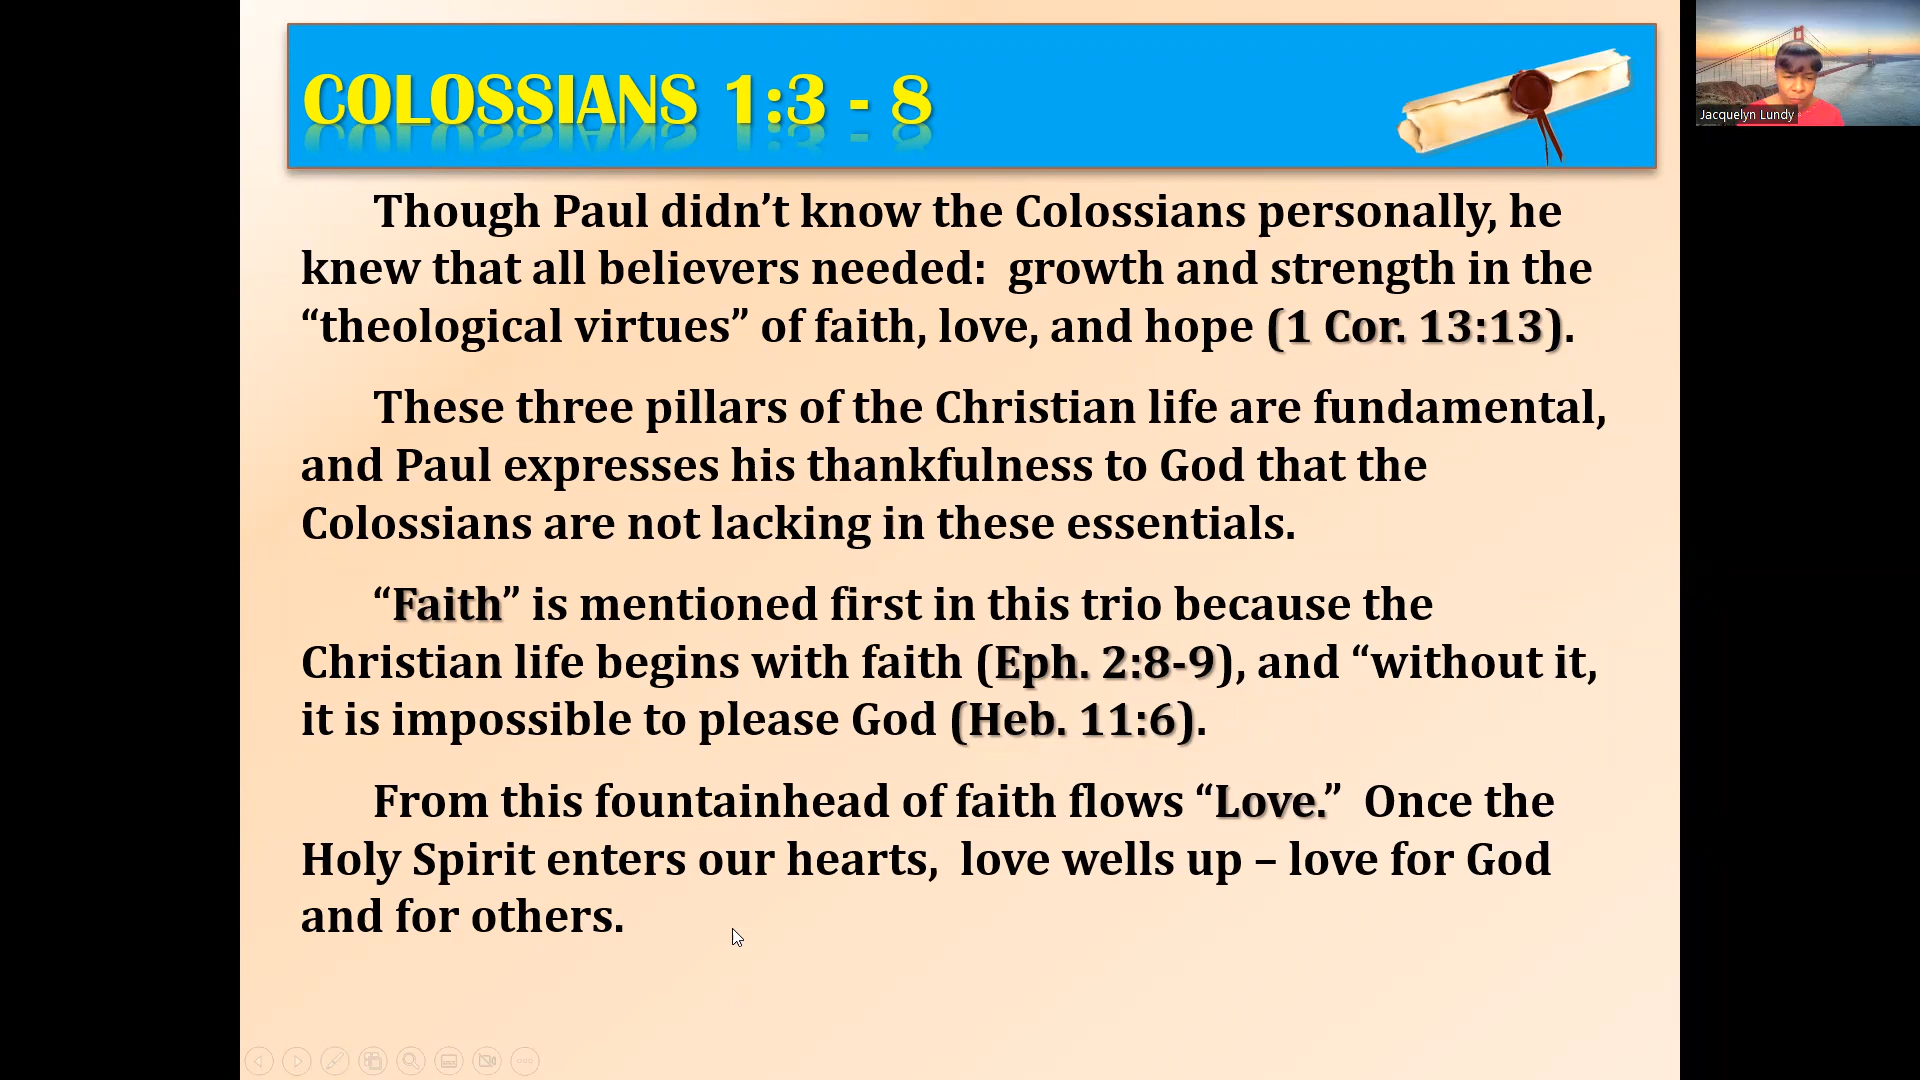 COLOSSIANS 1:3 - 8
Though Paul didn’t know the Colossians personally, he
knew that all believers needed:  growth and strength in the
“theological virtues” of faith, love, and hope (1 Cor. 13:13).
These three pillars of the Christian life are fundamental,
and Paul expresses his thankfulness to God that the
Colossians are not lacking in these essentials.
“Faith” is mentioned first in this trio because the
Christian life begins with faith (Eph. 2:8-9), and “without it,
it is impossible to please God (Heb. 11:6).
From this fountainhead of faith flows “Love.”  Once the
Holy Spirit enters our hearts,  love wells up – love for God
and for others.
Jacquelyn Lundy